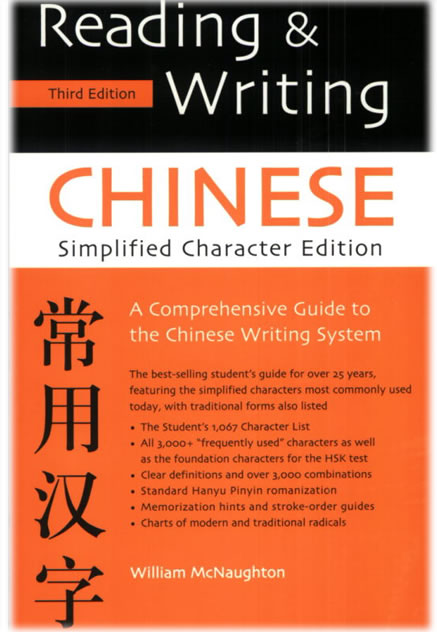 Reading &
Third Edition
Writing
CHINESE
Simplified Character Edition
常用汉字
A Comprehensive Guide to
the Chinese Writing System
The best-selling student's guide for over 25 years,
featuring the simplified characters most commonly used
today, with traditional forms also listed
• The Student's 1,067 Character List
• All 3,000+ "frequently used" characters as well
as the foundation characters for the HSK test
• Clear definitions and over 3,000 combinations
• Standard Hanyu Pinyin romanization
• Memorization hints and stroke-order guides
• Charts of modern and traditional radicals
William McNaughton